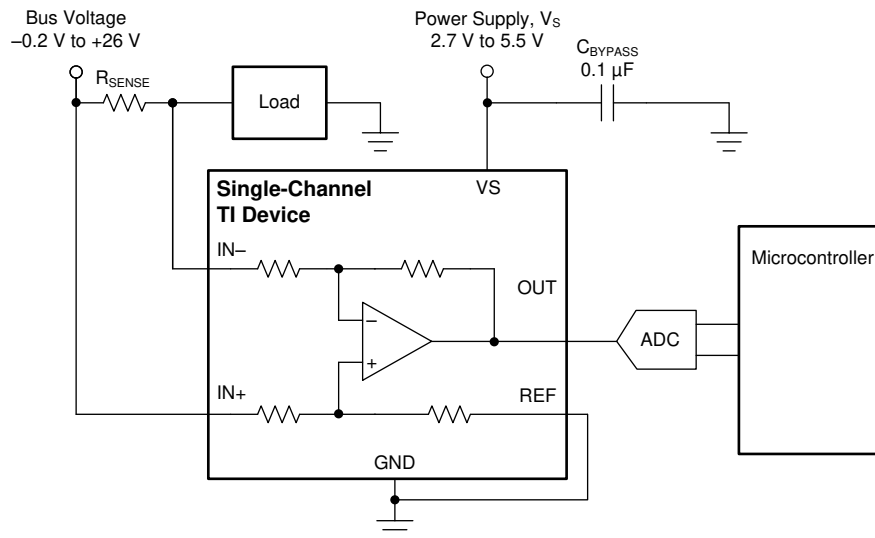 Bus Voltage
–0.2 V to +26 V
Power Supply, VS
2.7 V to 5.5 V
CBYPASS
0.1 µF
RSENSE
Load
VS
Single-Channel
TI Device
IN–
OUT
–
+
ADC
Microcontroller
IN+
REF
GND